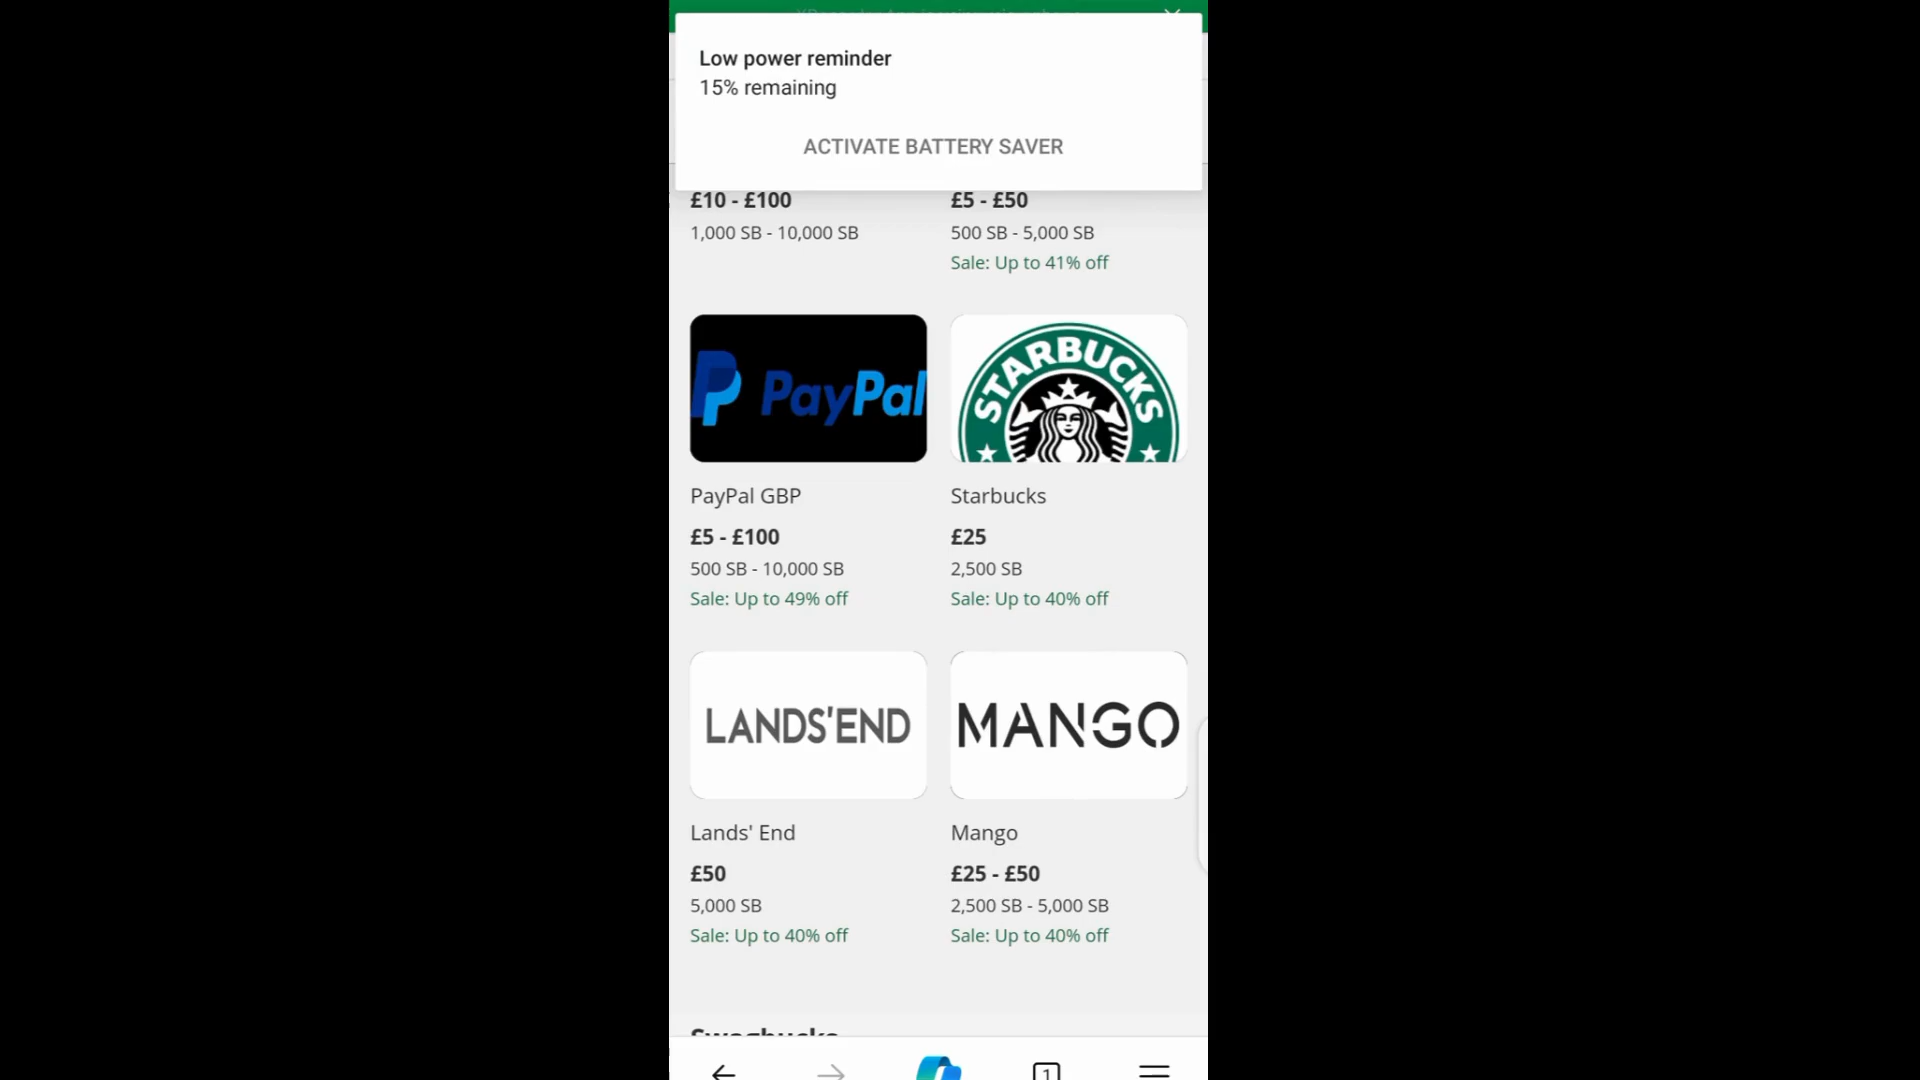 Low power reminder
15% remaining
ACTIVATE BATTERY SAVER
£10 - £100
1,000 SB - 10,000 SB
£5 - £50
500 SB - 5,000 SB
Sale: Up to 41% off
PayPal
STARBUCKS
PayPal GBP
£5 - £100
500 SB - 10,000 SB
Sale: Up to 49% off
Starbucks
£25
2,500 SB
Sale: Up to 40% off
LANDS'END
MANGO
Lands' End
£50
5,000 SB
Sale: Up to 40% off
Mango
£25 - £50
2,500 SB - 5,000 SB
Sale: Up to 40% off
Swagbucks
1